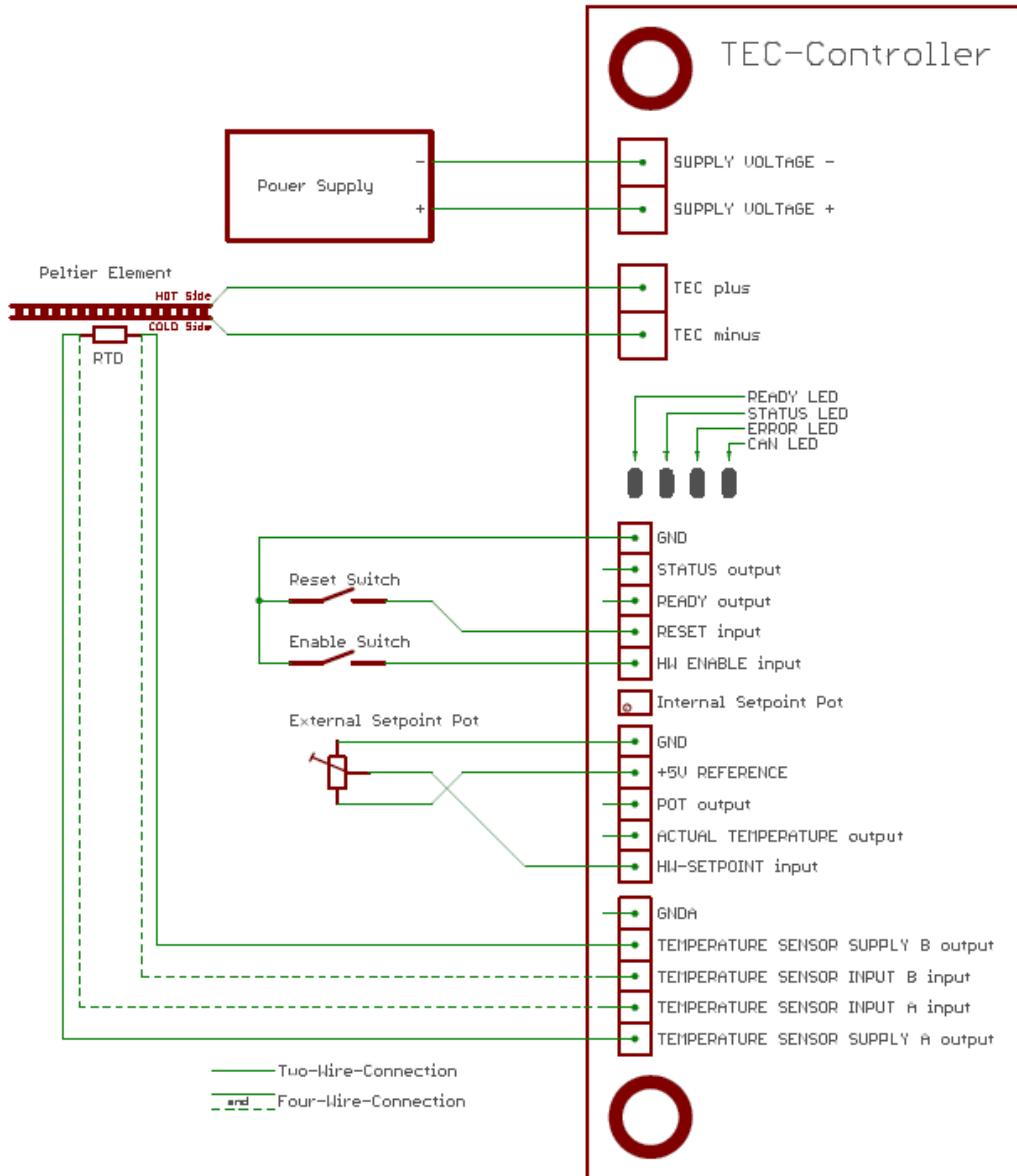 TEC-Controller
SUPPLY VOLTAGE -
Power Supply
-
+
SUPPLY VOLTAGE +
Peltier Element
HOT Side
COLD Side
RTD
TEC plus
TEC minus
READY LED
STATUS LED
ERROR LED
CAN LED
GND
STATUS output
Reset Switch
READY output
RESET input
Enable Switch
HW ENABLE input
Internal Setpoint Pot
External Setpoint Pot
GND
+5V REFERENCE
POT output
ACTUAL TEMPERATURE output
HW-SETPOINT input
GNDA
TEMPERATURE SENSOR SUPPLY B output
TEMPERATURE SENSOR INPUT B input
TEMPERATURE SENSOR INPUT A input
TEMPERATURE SENSOR SUPPLY A output
Two-Wire-Connection
and Four-Wire-Connection